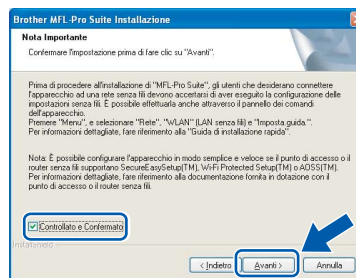 Brother MFL-Pro Suite Installazione
Nota Importante
Confermare l'impostazione prima di fare clic su "Avanti".
Prima di procedere all'installazione di "MFL-Pro Suite", gli utenti che desiderano connettere
l'apparecchio ad una rete senza fili devono accertarsi di aver eseguito la configurazione delle
impostazioni senza fili. È possibile effettuarla anche attraverso il pannello dei comandi
dell'apparecchio.
Premere "Menu", e selezionare "Rete", "WLAN" (LAN senza fili) e "Imposta.guida.".
Per informazioni dettagliate, fare riferimento alla "Guida di installazione rapida".
Nota: È possibile configurare l'apparecchio in modo semplice e veloce se il punto di accesso o il
router senza fili supportano SecureEasySetup(TM), Wi-Fi Protected Setup(TM) o AOSS(TM).
Per informazioni dettagliate, fare riferimento alla documentazione fornita in dotazione con il
punto di accesso o il router senza fili.
Controllato e Confermato
InstallShield
< Indietro
Avanti >
Annulla